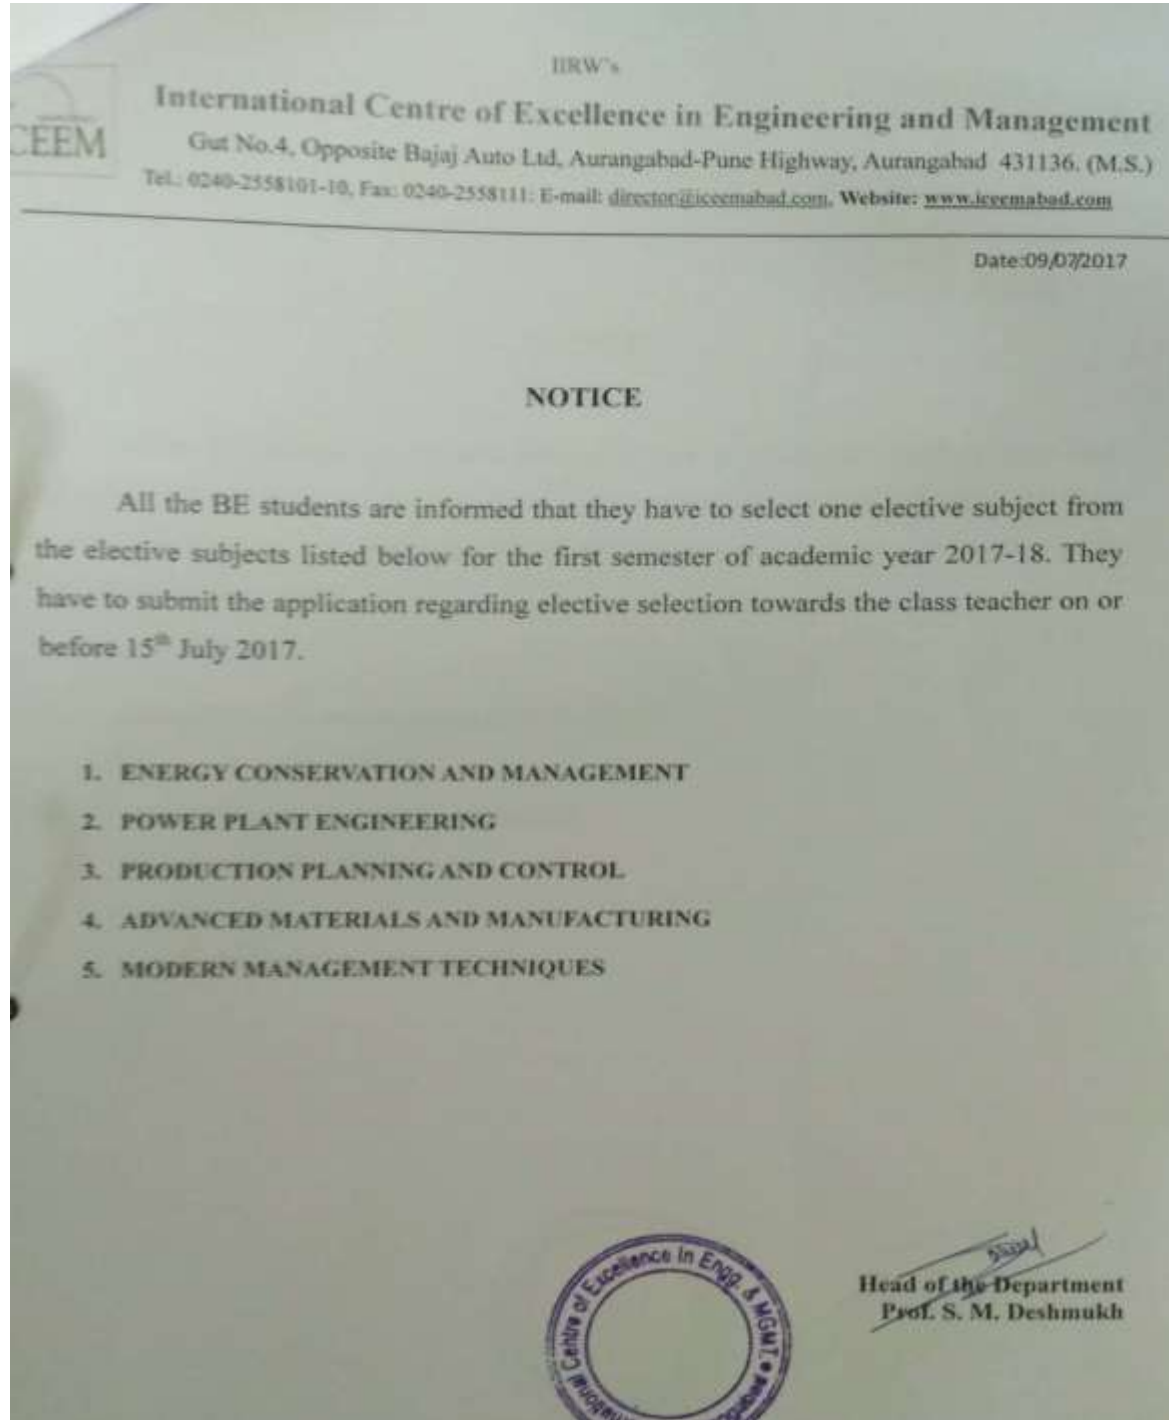 IIRW's
International Centre of Excellence in Engineering and Management
CEEM
Gut No.4, Opposite Bajaj Auto Ltd, Aurangabad-Pune Highway, Aurangabad 431136. (M.S.)
Tel.: 0240-2558101-10, Fax: 0240-2558111: E-mail: director@iceemabad.com, Website: www.iceemabad.com
Date:09/07/2017
NOTICE
All the BE students are informed that they have to select one elective subject from
the elective subjects listed below for the first semester of academic year 2017-18. They
have to submit the application regarding elective selection towards the class teacher on or
before 15th July 2017.
1. ENERGY CONSERVATION AND MANAGEMENT
2. POWER PLANT ENGINEERING
3. PRODUCTION PLANNING AND CONTROL
4. ADVANCED MATERIALS AND MANUFACTURING
5. MODERN MANAGEMENT TECHNIQUES
Centre of Excellence in Engg. & MGMT.
Head of the Department
Prof. S. M. Deshmukh